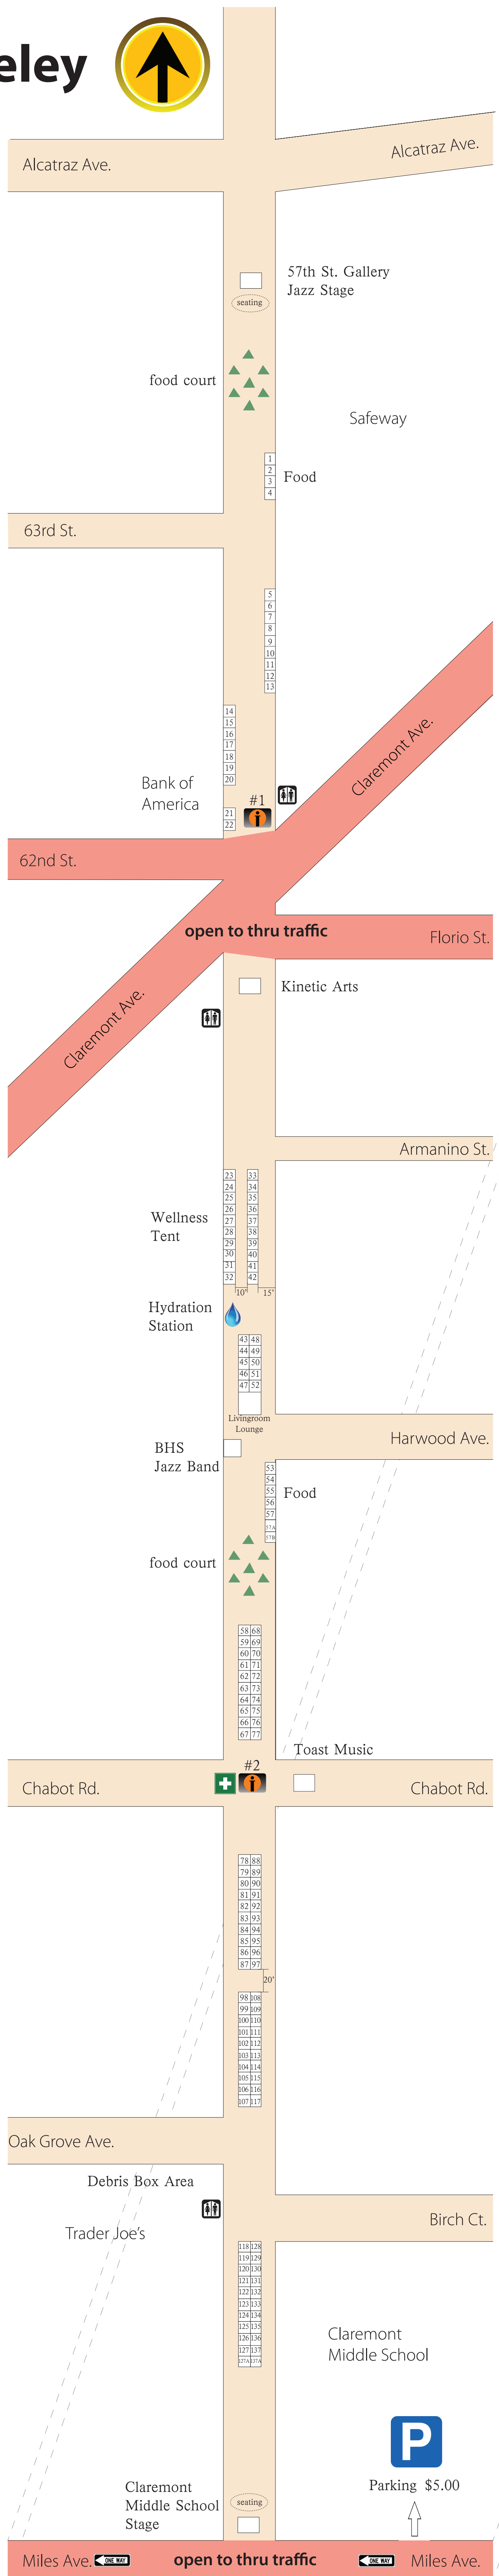 eley
Alcatraz Ave.
Alcatraz Ave.
57th St. Gallery
Jazz Stage
seating
food court
Safeway
1
2
3
4
Food
63rd St.
5
6
7
8
9
10
11
12
13
14
15
16
17
18
19
20
Bank of
America
21
22
#1
Claremont Ave.
62nd St.
open to thru traffic
Florio St.
Kinetic Arts
Claremont Ave.
Armanino St.
23 33
24 34
25 35
26 36
27 37
28 38
29 39
30 40
31 41
32 42
Wellness
Tent
10' 15'
Hydration
Station
43 48
44 49
45 50
46 51
47 52
Livingroom
Lounge
Harwood Ave.
BHS
Jazz Band
53
54
55
56
57
57A
57B
Food
food court
58 68
59 69
60 70
61 71
62 72
63 73
64 74
65 75
66 76
67 77
Toast Music
#2
Chabot Rd.
Chabot Rd.
78 88
79 89
80 90
81 91
82 92
83 93
84 94
85 95
86 96
87 97
20'
98 108
99 109
100 110
101 111
102 112
103 113
104 114
105 115
106 116
107 117
Oak Grove Ave.
Debris Box Area
Birch Ct.
Trader Joe's
118 128
119 129
120 130
121 131
122 132
123 133
124 134
125 135
126 136
127 137
127A 137A
Claremont
Middle School
P
Parking $5.00
Claremont
Middle School
Stage
seating
Miles Ave. ONE WAY open to thru traffic ONE WAY Miles Ave.